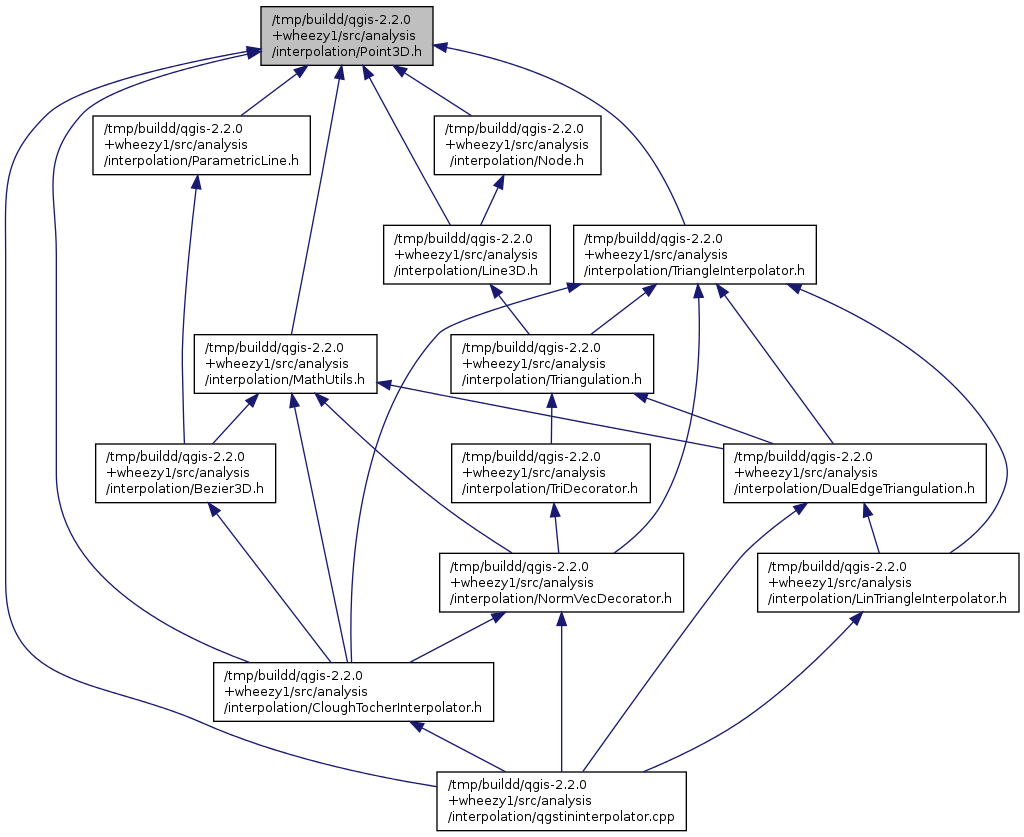 /tmp/buildd/qgis-2.2.0
+wheezy1/src/analysis
/interpolation/Point3D.h
/tmp/buildd/qgis-2.2.0
+wheezy1/src/analysis
/interpolation/ParametricLine.h
/tmp/buildd/qgis-2.2.0
+wheezy1/src/analysis
/interpolation/Node.h
/tmp/buildd/qgis-2.2.0
+wheezy1/src/analysis
/interpolation/Line3D.h
/tmp/buildd/qgis-2.2.0
+wheezy1/src/analysis
/interpolation/TriangleInterpolator.h
/tmp/buildd/qgis-2.2.0
+wheezy1/src/analysis
/interpolation/MathUtils.h
/tmp/buildd/qgis-2.2.0
+wheezy1/src/analysis
/interpolation/Triangulation.h
/tmp/buildd/qgis-2.2.0
+wheezy1/src/analysis
/interpolation/Bezier3D.h
/tmp/buildd/qgis-2.2.0
+wheezy1/src/analysis
/interpolation/TriDecorator.h
/tmp/buildd/qgis-2.2.0
+wheezy1/src/analysis
/interpolation/DualEdgeTriangulation.h
/tmp/buildd/qgis-2.2.0
+wheezy1/src/analysis
/interpolation/NormVecDecorator.h
/tmp/buildd/qgis-2.2.0
+wheezy1/src/analysis
/interpolation/LinTriangleInterpolator.h
/tmp/buildd/qgis-2.2.0
+wheezy1/src/analysis
/interpolation/CloughTocherInterpolator.h
/tmp/buildd/qgis-2.2.0
+wheezy1/src/analysis
/interpolation/qgstininterpolator.cpp